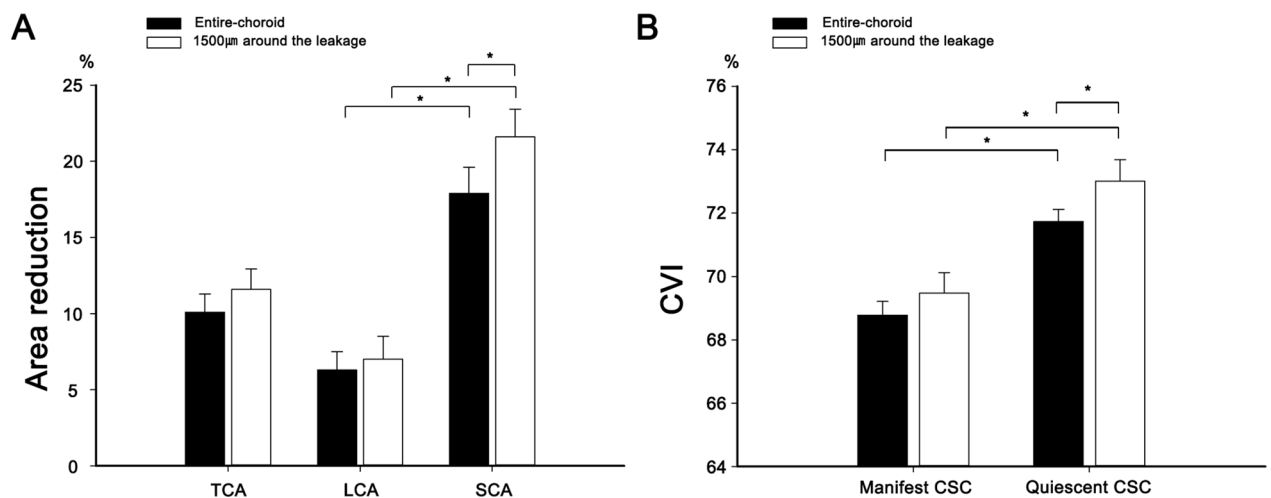 A
Entire-choroid
1500㎛ around the leakage
%
25
20
15
10
5
0
Area reduction
*
*
*
TCA
LCA
SCA
B
Entire-choroid
1500㎛ around the leakage
%
76
74
72
70
68
66
64
CVI
*
*
*
Manifest CSC
Quiescent CSC